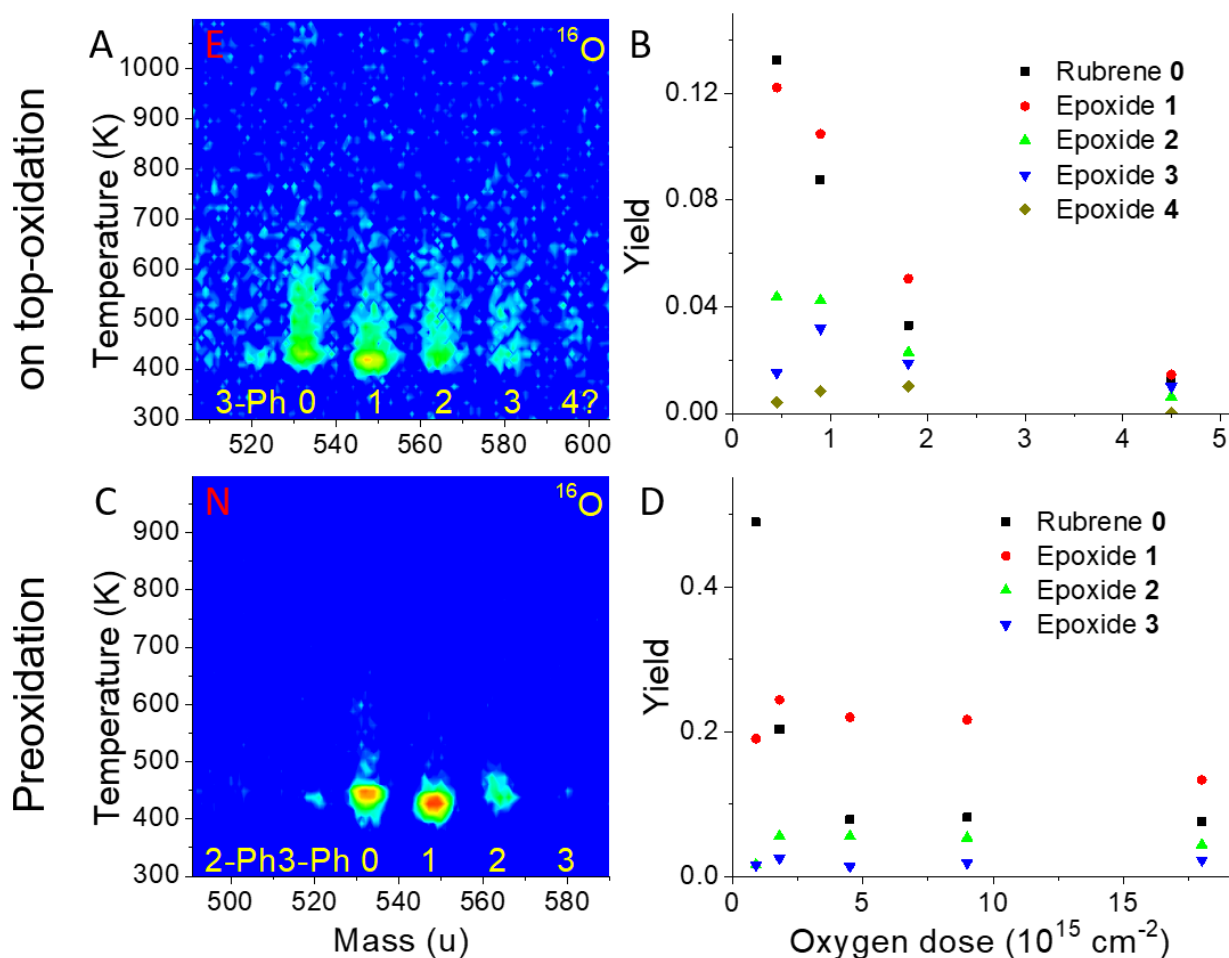 on top-oxidation
A
E
¹⁶O
Temperature (K)
1000
900
800
700
600
500
400
300
3-Ph 0 1 2 3 4?
520 540 560 580 600
B
Rubrene 0
Epoxide 1
Epoxide 2
Epoxide 3
Epoxide 4
Yield
0.12
0.08
0.04
0.00
0 1 2 3 4 5
Preoxidation
C
N
¹⁶O
Temperature (K)
900
800
700
600
500
400
300
2-Ph3-Ph 0 1 2 3
500 520 540 560 580
Mass (u)
D
Rubrene 0
Epoxide 1
Epoxide 2
Epoxide 3
Yield
0.4
0.2
0.0
0 5 10 15
Oxygen dose (10¹⁵ cm⁻²)